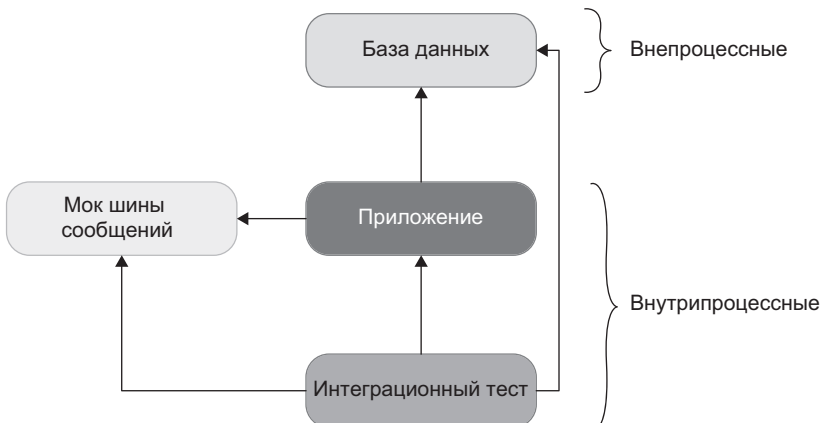 База данных
Внепроцессные
Мок шины
сообщений
Приложение
Внутрипроцессные
Интеграционный тест